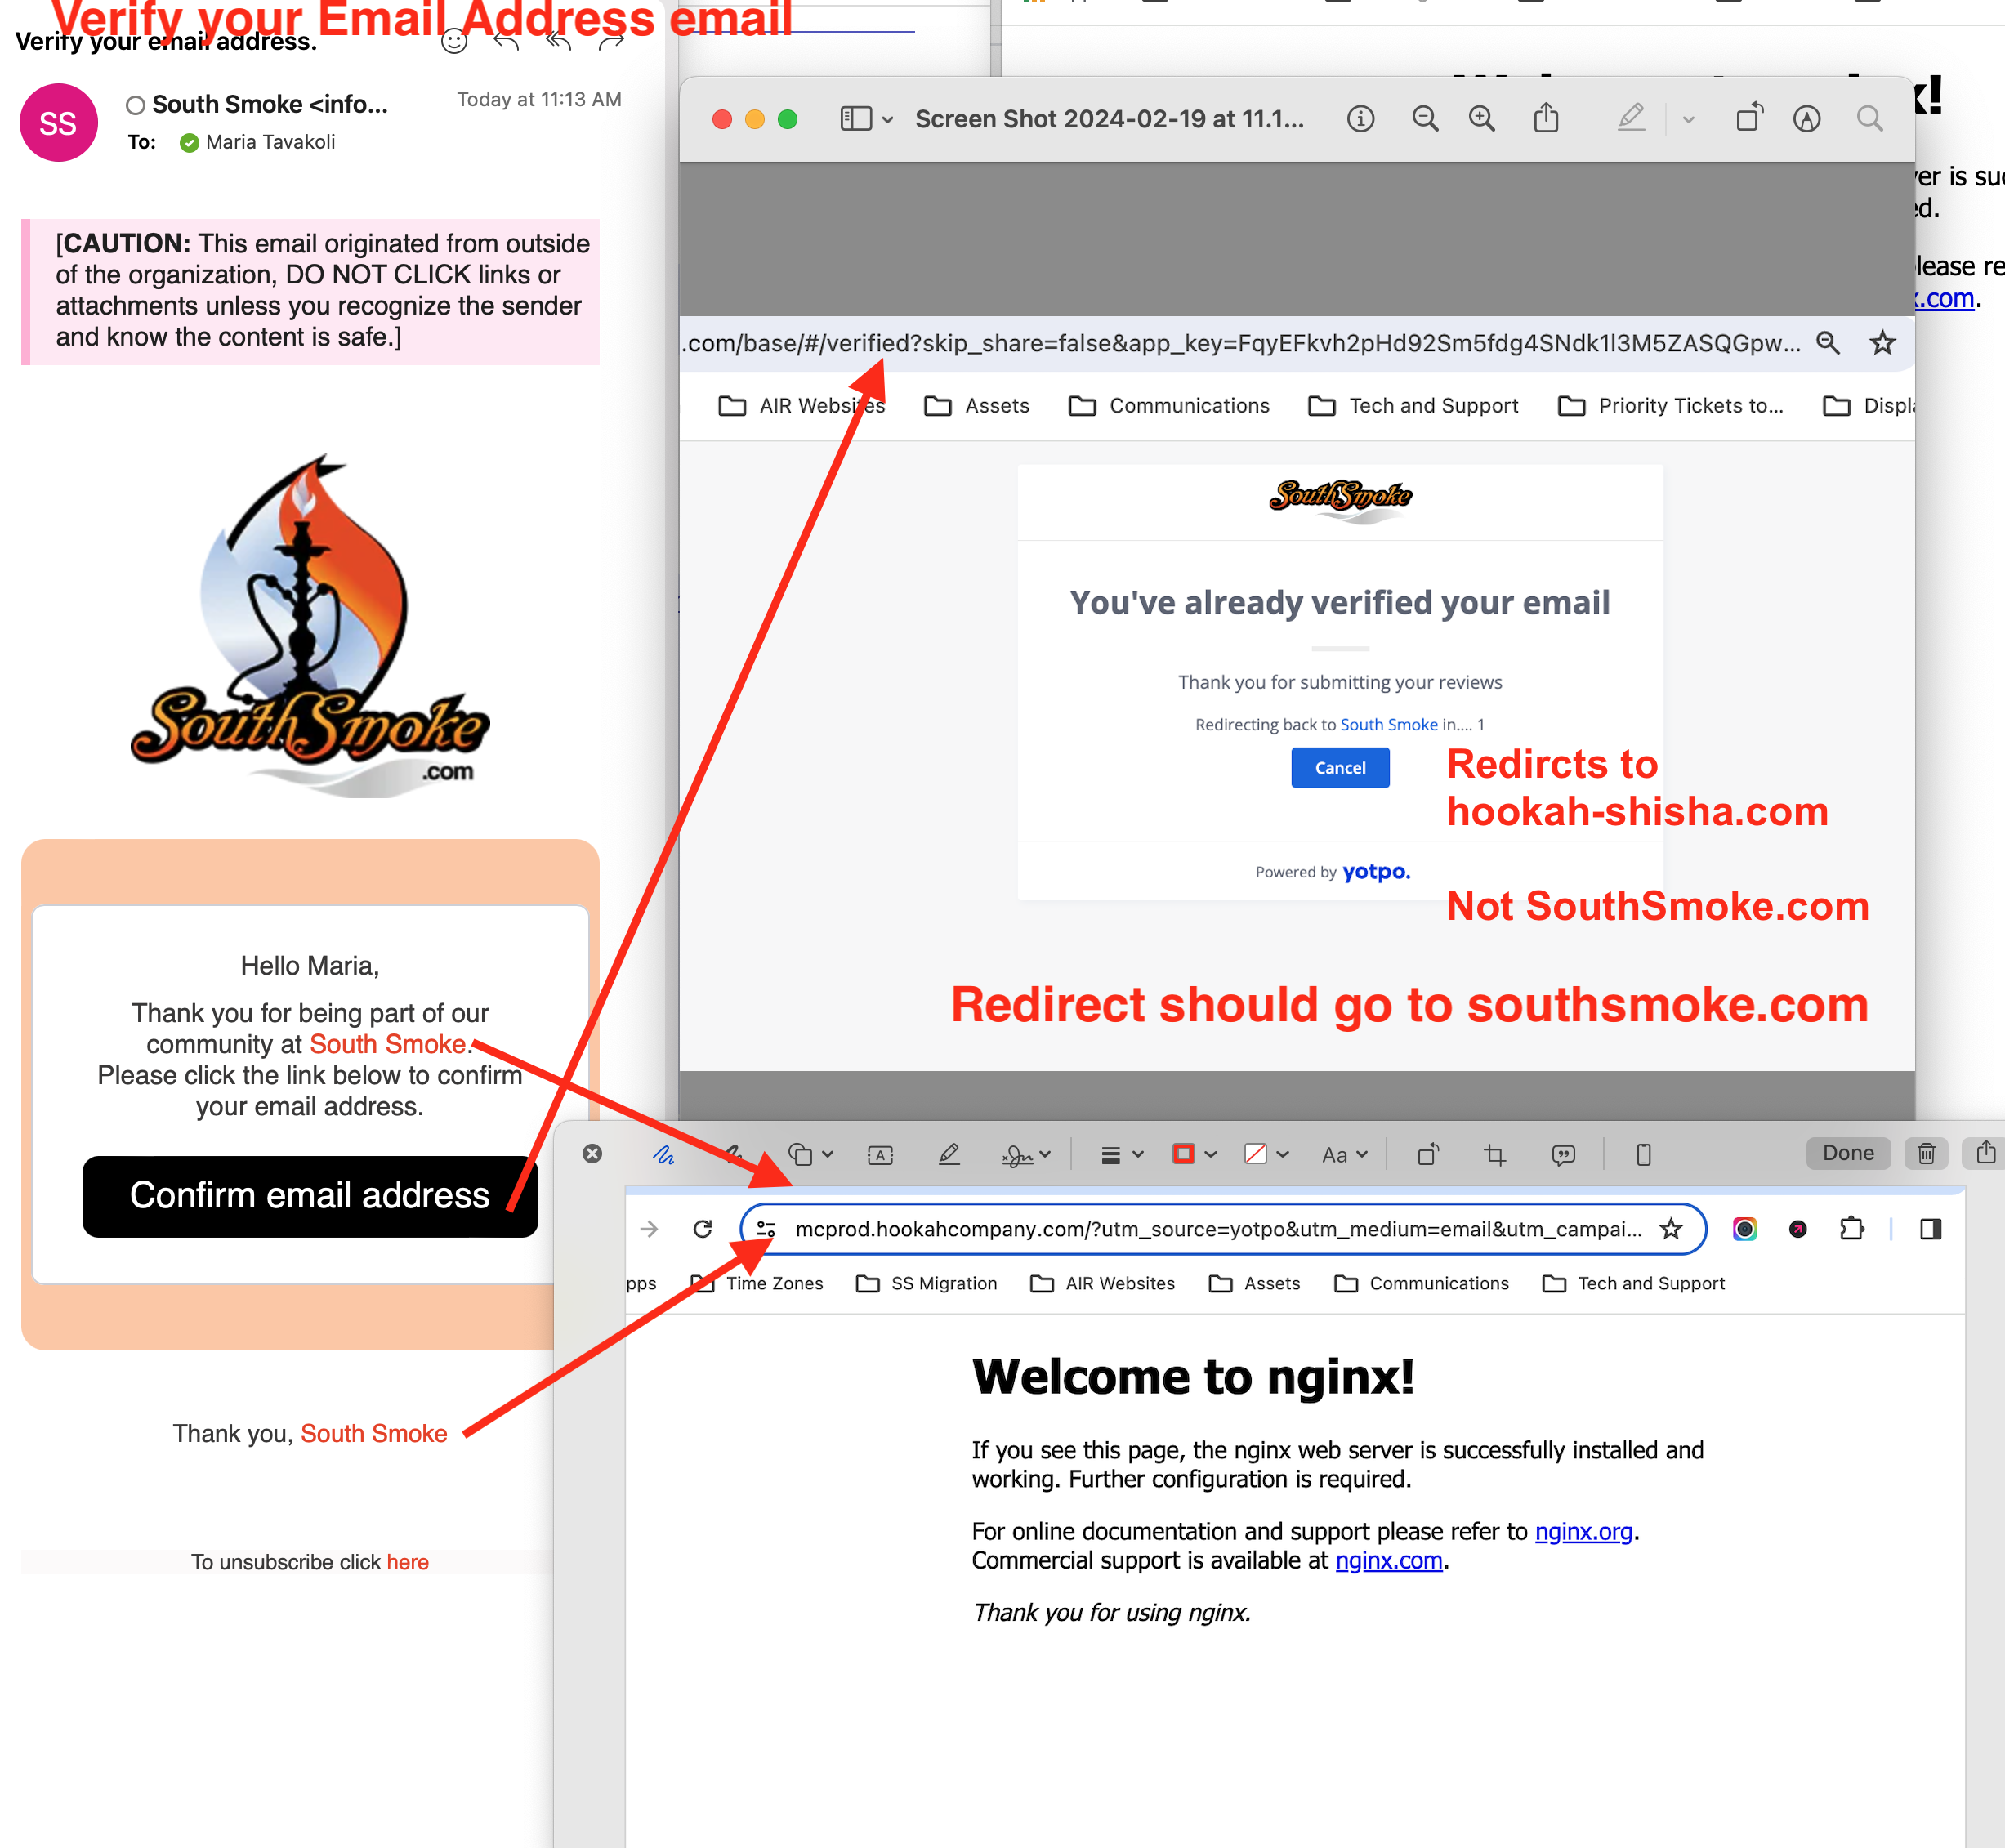 Verify your Email Address email
Verify your email address.
SS
South Smoke <info...
Today at 11:13 AM
To: Maria Tavakoli
[CAUTION: This email originated from outside
of the organization, DO NOT CLICK links or
attachments unless you recognize the sender
and know the content is safe.]
SouthSmoke
.com
Hello Maria,
Thank you for being part of our
community at South Smoke.
Please click the link below to confirm
your email address.
Confirm email address
Thank you, South Smoke
To unsubscribe click here
x!
ver is suc
ed.
lease re
x.com.
Screen Shot 2024-02-19 at 11.1...
.com/base/#/verified?skip_share=false&app_key=FqyEFkvh2pHd92Sm5fdg4SNdk1l3M5ZASQGpw...
AIR Websites
Assets
Communications
Tech and Support
Priority Tickets to...
Displa
SouthSmoke
You've already verified your email
Thank you for submitting your reviews
Redirecting back to South Smoke in.... 1
Cancel
Redircts to
hookah-shisha.com
Powered by yotpo.
Not SouthSmoke.com
Redirect should go to southsmoke.com
A
Aa
Done
mcprod.hookahcompany.com/?utm_source=yotpo&utm_medium=email&utm_campai...
pps
Time Zones
SS Migration
AIR Websites
Assets
Communications
Tech and Support
Welcome to nginx!
If you see this page, the nginx web server is successfully installed and
working. Further configuration is required.
For online documentation and support please refer to nginx.org.
Commercial support is available at nginx.com.
Thank you for using nginx.